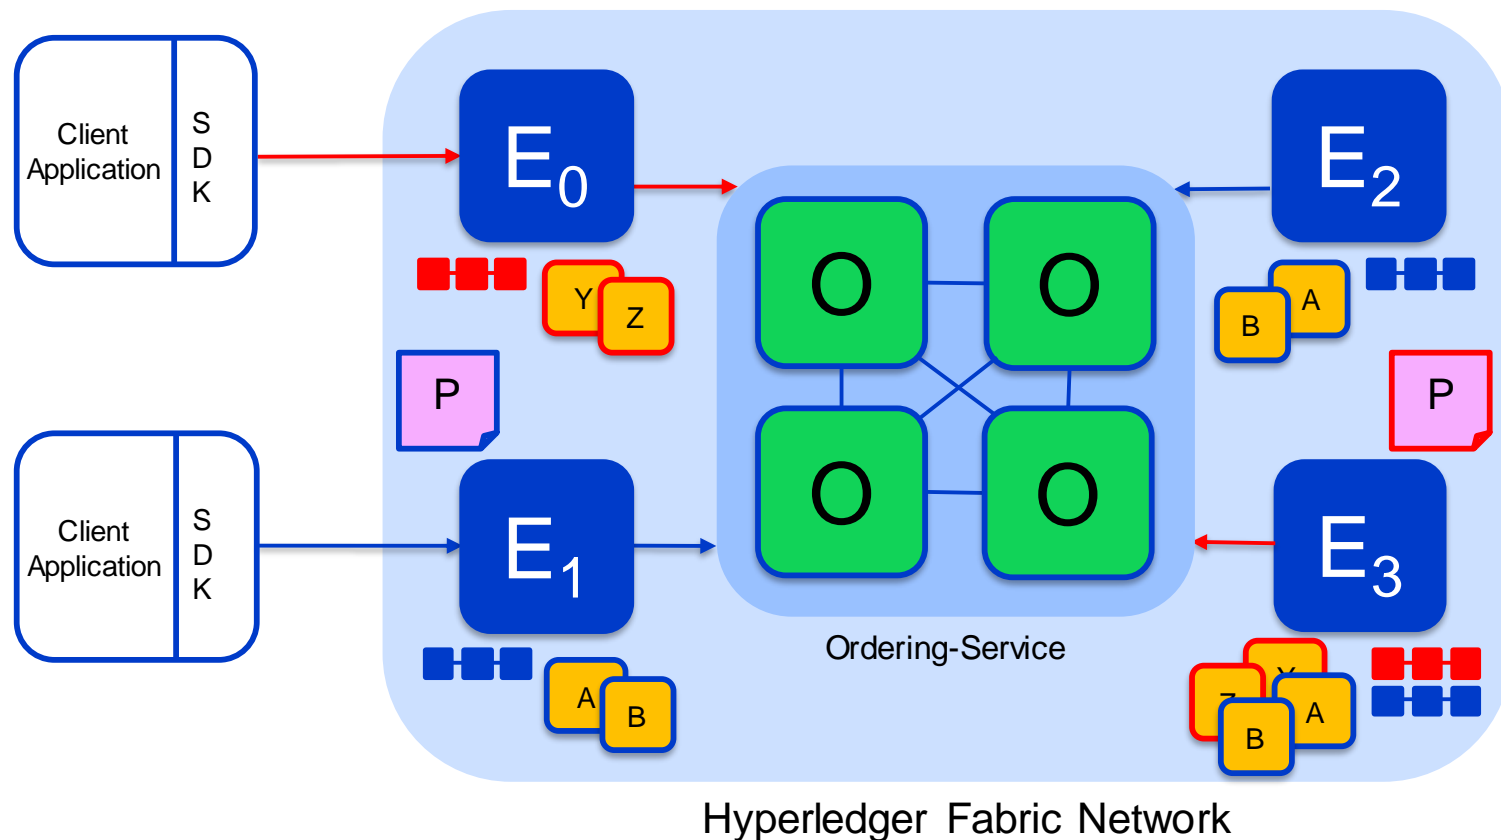 Client
Application
S
D
K
E0
E2
O
O
Y
Z
A
B
P
P
Client
Application
S
D
K
E1
O
O
E3
Ordering-Service
A
B
Y
Z
A
B
Hyperledger Fabric Network